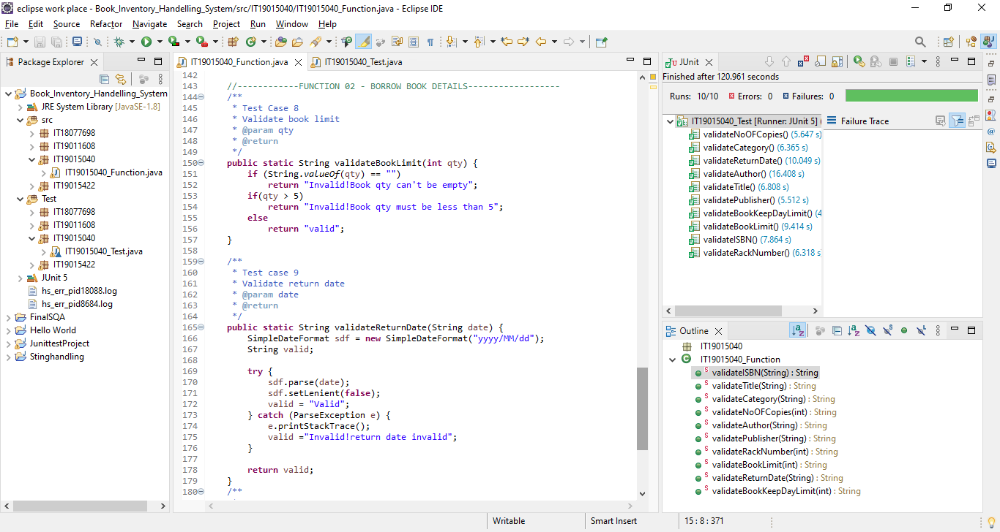 eclipse work place - Book_Inventory_Handelling_System/src/IT19015040/IT19015040_Function.java - Eclipse IDE
File Edit Source Refactor Navigate Search Project Run Window Help
Package Explorer
Book_Inventory_Handelling_System
JRE System Library [JavaSE-1.8]
src
IT18077698
IT19011608
IT19015040
IT19015040_Function.java
IT19015422
Test
IT18077698
IT19011608
IT19015040
IT19015040_Test.java
IT19015422
JUnit 5
hs_err_pid18088.log
hs_err_pid8684.log
FinalSQA
Hello World
JunittestProject
Stinghandling
IT19015040_Function.java IT19015040_Test.java
142
143 //------------FUNCTION 02 - BORROW BOOK DETAILS------------------
144 /**
145 * Test Case 8
146 * Validate book limit
147 * @param qty
148 * @return
149 */
150 public static String validateBookLimit(int qty) {
151 if (String.valueOf(qty) == "")
152 return "Invalid!Book qty can't be empty";
153 if(qty > 5)
154 return "Invalid!Book qty must be less than 5";
155 else
156 return "valid";
157 }
158
159 /**
160 * Test case 9
161 * Validate return date
162 * @param date
163 * @return
164 */
165 public static String validateReturnDate(String date) {
166 SimpleDateFormat sdf = new SimpleDateFormat("yyyy/MM/dd");
167 String valid;
168
169 try {
170 sdf.parse(date);
171 sdf.setLenient(false);
172 valid = "Valid";
173 } catch (ParseException e) {
174 e.printStackTrace();
175 valid ="Invalid!return date invalid";
176 }
177
178 return valid;
179 }
180 /**
JUnit
Finished after 120.961 seconds
Runs: 10/10 Errors: 0 Failures: 0
IT19015040_Test [Runner: JUnit 5] (
validateNoOFCopies() (5.647 s)
validateCategory() (6.365 s)
validateReturnDate() (10.049 s)
validateAuthor() (16.408 s)
validateTitle() (6.808 s)
validatePublisher() (5.512 s)
validateBookKeepDayLimit() (4
validateBookLimit() (9.414 s)
validateISBN() (7.864 s)
validateRackNumber() (6.318 s
Failure Trace
Outline
IT19015040
IT19015040_Function
validateISBN(String) : String
validateTitle(String) : String
validateCategory(String) : String
validateNoOFCopies(int) : String
validateAuthor(String) : String
validatePublisher(String) : String
validateRackNumber(int) : String
validateBookLimit(int) : String
validateReturnDate(String) : String
validateBookKeepDayLimit(int) : String
Writable Smart Insert 15 : 8 : 371